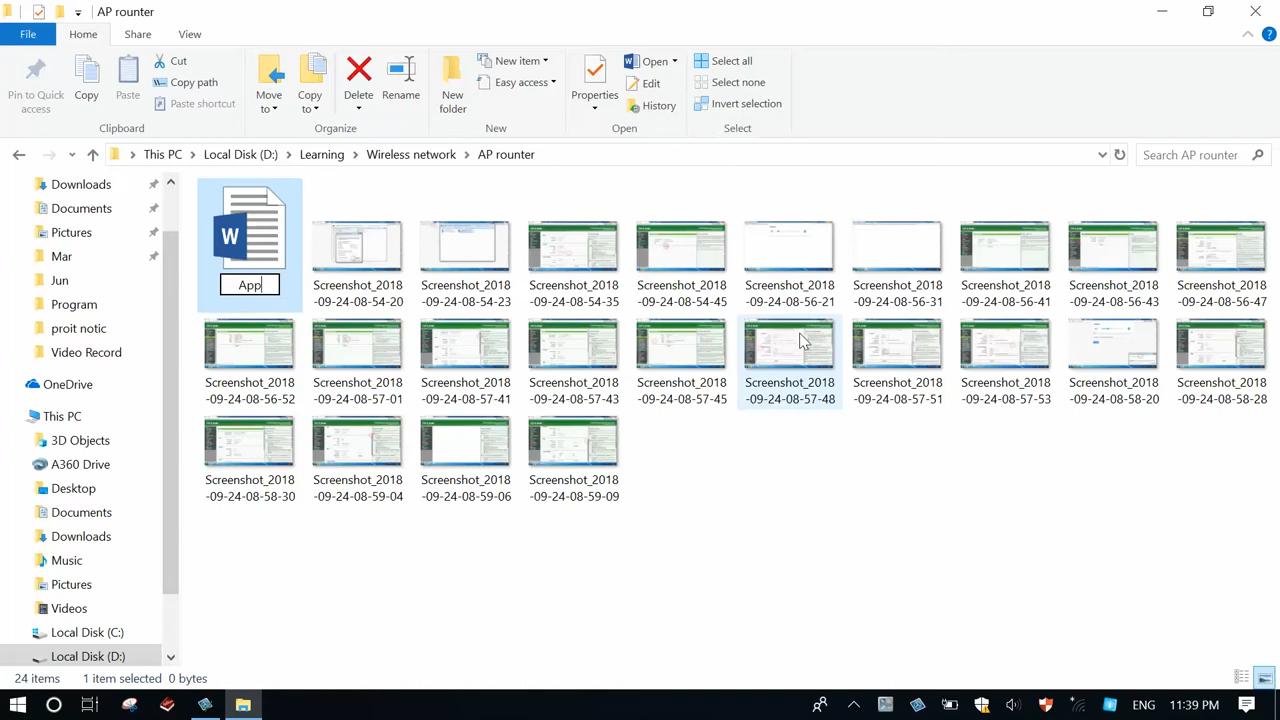 AP rounter
File
Home
Share
View
Pin to Quick
access
Copy
Paste
Cut
Copy path
Paste shortcut
Clipboard
Move
to
Copy
to
Delete
Rename
Organize
New
folder
New item
Easy access
New
Properties
Open
Edit
History
Open
Select all
Select none
Invert selection
Select
This PC
Local Disk (D:)
Learning
Wireless network
AP rounter
Search AP rounter
Downloads
Documents
Pictures
Mar
Jun
Program
proit notic
Video Record
OneDrive
This PC
3D Objects
A360 Drive
Desktop
Documents
Downloads
Music
Pictures
Videos
Local Disk (C:)
Local Disk (D:)
W
App
Screenshot_2018
-09-24-08-54-20
Screenshot_2018
-09-24-08-54-23
Screenshot_2018
-09-24-08-54-35
Screenshot_2018
-09-24-08-54-45
Screenshot_2018
-09-24-08-56-21
Screenshot_2018
-09-24-08-56-31
Screenshot_2018
-09-24-08-56-41
Screenshot_2018
-09-24-08-56-43
Screenshot_2018
-09-24-08-56-47
Screenshot_2018
-09-24-08-56-52
Screenshot_2018
-09-24-08-57-01
Screenshot_2018
-09-24-08-57-41
Screenshot_2018
-09-24-08-57-43
Screenshot_2018
-09-24-08-57-45
Screenshot_2018
-09-24-08-57-48
Screenshot_2018
-09-24-08-57-51
Screenshot_2018
-09-24-08-57-53
Screenshot_2018
-09-24-08-58-20
Screenshot_2018
-09-24-08-58-28
Screenshot_2018
-09-24-08-58-30
Screenshot_2018
-09-24-08-59-04
Screenshot_2018
-09-24-08-59-06
Screenshot_2018
-09-24-08-59-09
24 items
1 item selected 0 bytes
ENG
11:39 PM